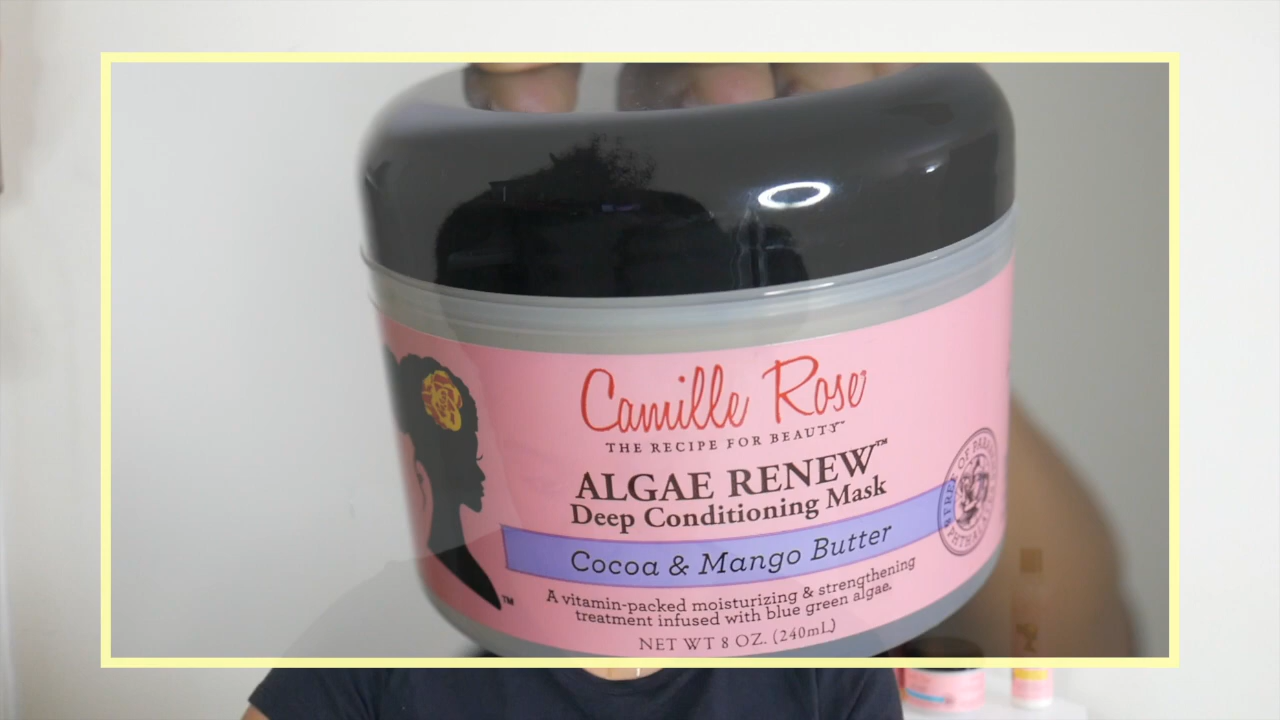 Camille Rose
THE RECIPE FOR BEAUTY™
ALGAE RENEW™
Deep Conditioning Mask
Cocoa & Mango Butter
A vitamin-packed moisturizing & strengthening
treatment infused with blue green algae.
NET WT 8 OZ. (240mL)
™